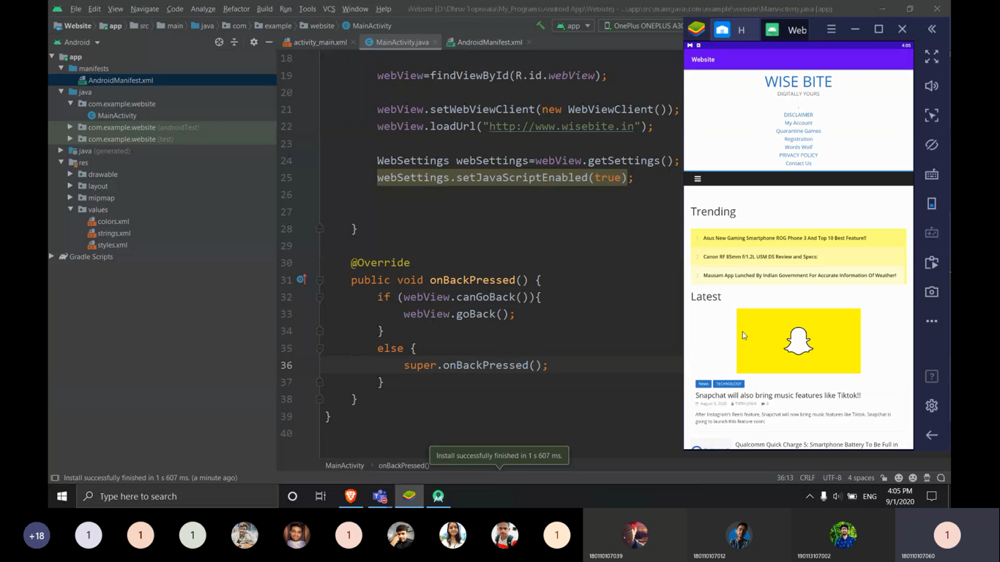 File Edit View Navigate Code Analyze Refactor Build Run Tools VCS Window Help Website [D:\Dhruv Topiwala\My_Programs\Android App\Website] - ...\app\src\main\java\com\example\website\MainActivity.java [app]
Website app src main java com example website MainActivity app OnePlus ONEPLUS A30
Android activity_main.xml MainActivity.java AndroidManifest.xml
app
manifests
AndroidManifest.xml
java
com.example.website
MainActivity
com.example.website (androidTest)
com.example.website (test)
java (generated)
res
drawable
layout
mipmap
values
colors.xml
strings.xml
styles.xml
Gradle Scripts
18
19 webView=findViewById(R.id.webView);
20
21 webView.setWebViewClient(new WebViewClient());
22 webView.loadUrl("http://www.wisebite.in");
23
24 WebSettings webSettings=webView.getSettings();
25 webSettings.setJavaScriptEnabled(true);
26
27
28 }
29
30 @Override
31 public void onBackPressed() {
32 if (webView.canGoBack()){
33 webView.goBack();
34 }
35 else {
36 super.onBackPressed();
37 }
38 }
39 }
40
Install successfully finished in 1 s 607 ms.
MainActivity onBackPressed()
H Web
4:05
Website
WISE BITE
DIGITALLY YOURS
DISCLAIMER
My Account
Quarantine Games
Registration
Words Wolf
PRIVACY POLICY
Contact Us
Trending
1 Asus New Gaming Smartphone ROG Phone 3 And Top 10 Best Feature!!
2 Canon RF 85mm f/1.2L USM DS Review and Specs:
3 Mausam App Lunched By Indian Government For Accurate Information Of Weather!
Latest
News TECHNOLOGY
Snapchat will also bring music features like Tiktok!!
August 5, 2020 TIRTH JOSHI 0
After Instagram's Reels feature, Snapchat will now bring music features like Tiktok. Snapchat is
going to launch this feature soon;
Qualcomm Quick Charge 5: Smartphone Battery To Be Full in
Install successfully finished in 1 s 607 ms. (a minute ago) 36:13 CRLF UTF-8 4 spaces
Type here to search ENG 4:05 PM
9/1/2020
+18 1 1 1 1 1 1
180110107039 180110107012 190113107002 180110107060